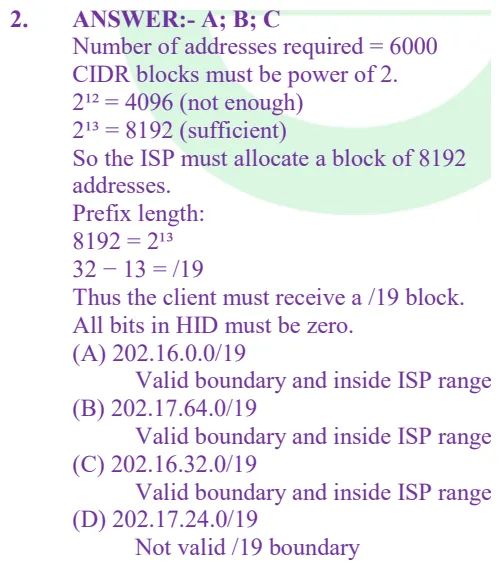 2. ANSWER:- A; B; C
Number of addresses required = 6000
CIDR blocks must be power of 2.
2¹² = 4096 (not enough)
2¹³ = 8192 (sufficient)
So the ISP must allocate a block of 8192
addresses.
Prefix length:
8192 = 2¹³
32 − 13 = /19
Thus the client must receive a /19 block.
All bits in HID must be zero.
(A) 202.16.0.0/19
Valid boundary and inside ISP range
(B) 202.17.64.0/19
Valid boundary and inside ISP range
(C) 202.16.32.0/19
Valid boundary and inside ISP range
(D) 202.17.24.0/19
Not valid /19 boundary